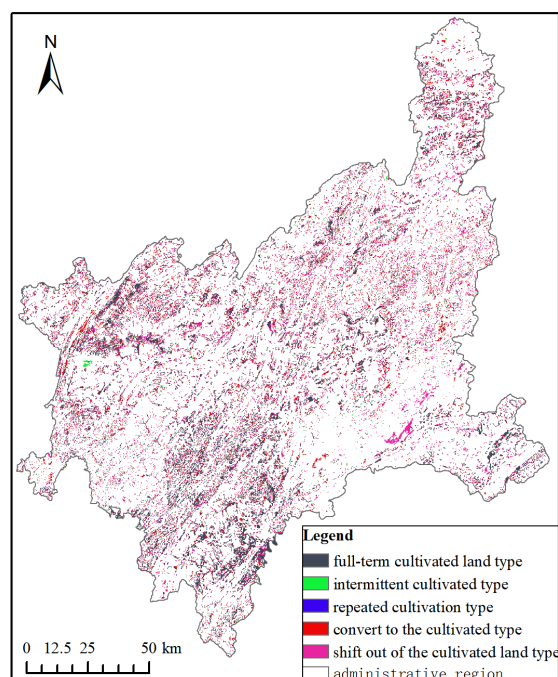 N
Legend
full-term cultivated land type
intermittent cultivated type
repeated cultivation type
convert to the cultivated type
shift out of the cultivated land type
administrative region
0 12.5 25 50 km